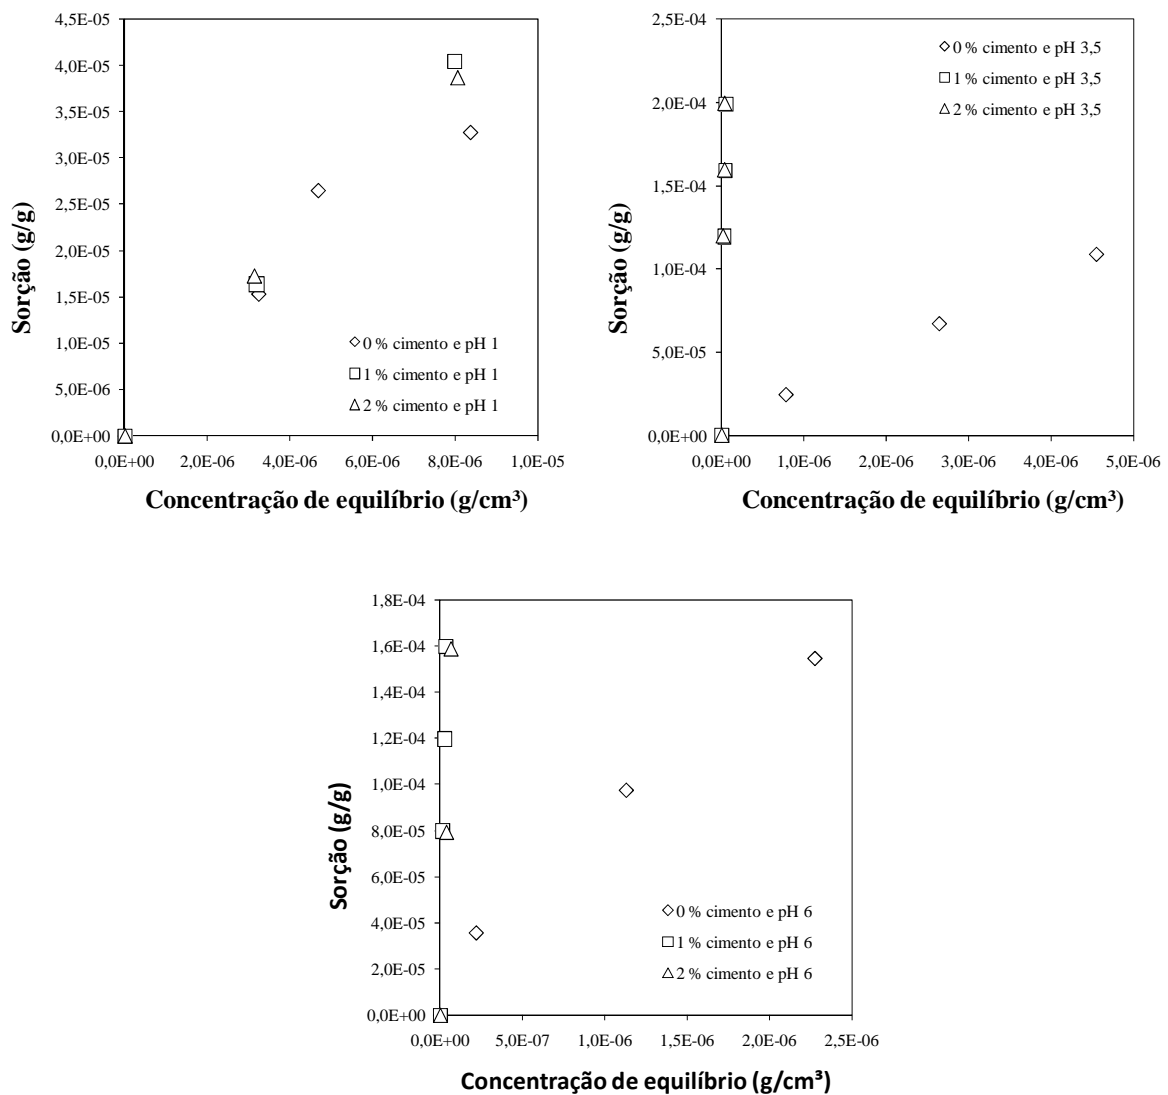 4,5E-05
4,0E-05
3,5E-05
3,0E-05
2,5E-05
2,0E-05
1,5E-05
1,0E-05
5,0E-06
0,0E+00
Sorção (g/g)
0 % cimento e pH 1
1 % cimento e pH 1
2 % cimento e pH 1
0,0E+00 2,0E-06 4,0E-06 6,0E-06 8,0E-06 1,0E-05
Concentração de equilíbrio (g/cm³)
2,5E-04
2,0E-04
1,5E-04
1,0E-04
5,0E-05
0,0E+00
Sorção (g/g)
0 % cimento e pH 3,5
1 % cimento e pH 3,5
2 % cimento e pH 3,5
0,0E+00 1,0E-06 2,0E-06 3,0E-06 4,0E-06 5,0E-06
Concentração de equilíbrio (g/cm³)
1,8E-04
1,6E-04
1,4E-04
1,2E-04
1,0E-04
8,0E-05
6,0E-05
4,0E-05
2,0E-05
0,0E+00
Sorção (g/g)
0 % cimento e pH 6
1 % cimento e pH 6
2 % cimento e pH 6
0,0E+00 5,0E-07 1,0E-06 1,5E-06 2,0E-06 2,5E-06
Concentração de equilíbrio (g/cm³)